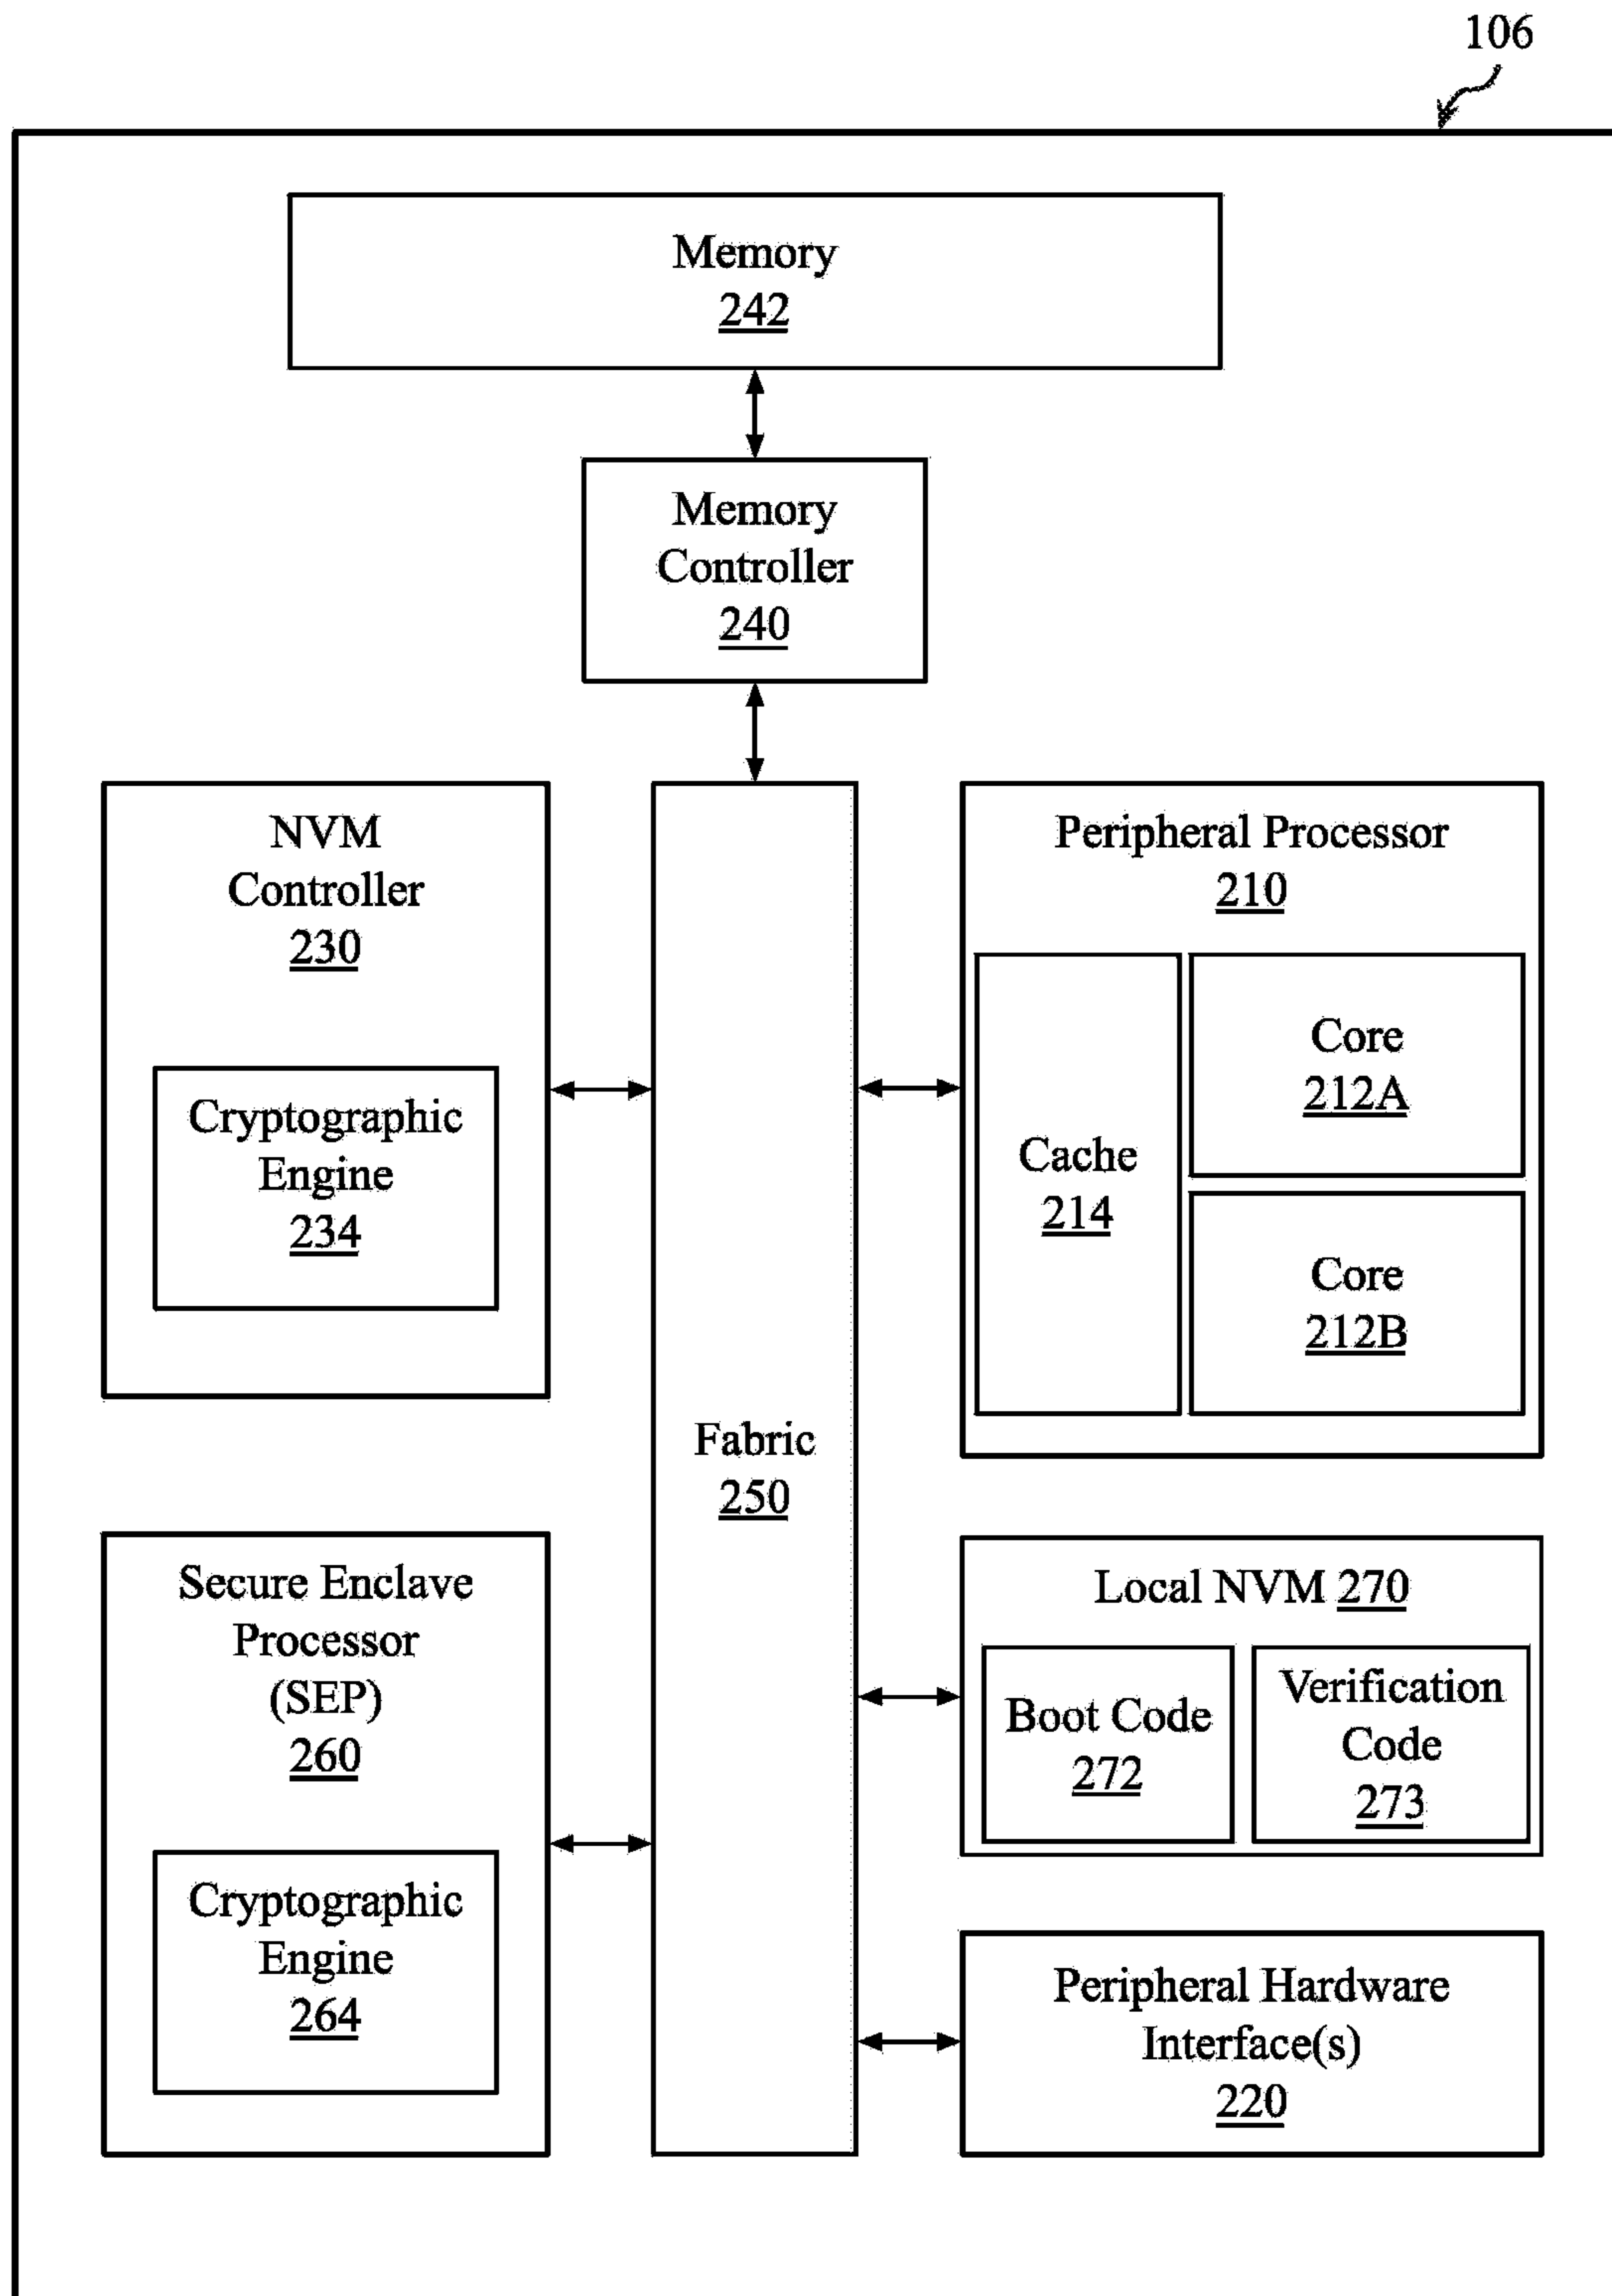 106
Memory
242
Memory
Controller
240
NVM
Controller
230
Cryptographic
Engine
234
Fabric
250
Peripheral Processor
210
Cache
214
Core
212A
Core
212B
Secure Enclave
Processor
(SEP)
260
Cryptographic
Engine
264
Local NVM 270
Boot Code
272
Verification
Code
273
Peripheral Hardware
Interface(s)
220